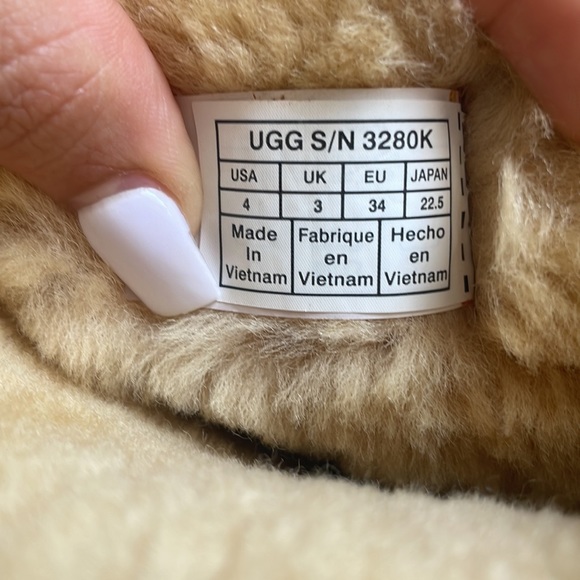 UGG S/N 3280K
USA UK EU JAPAN
4 3 34 22.5
Made Fabrique Hecho
In en en
Vietnam Vietnam Vietnam